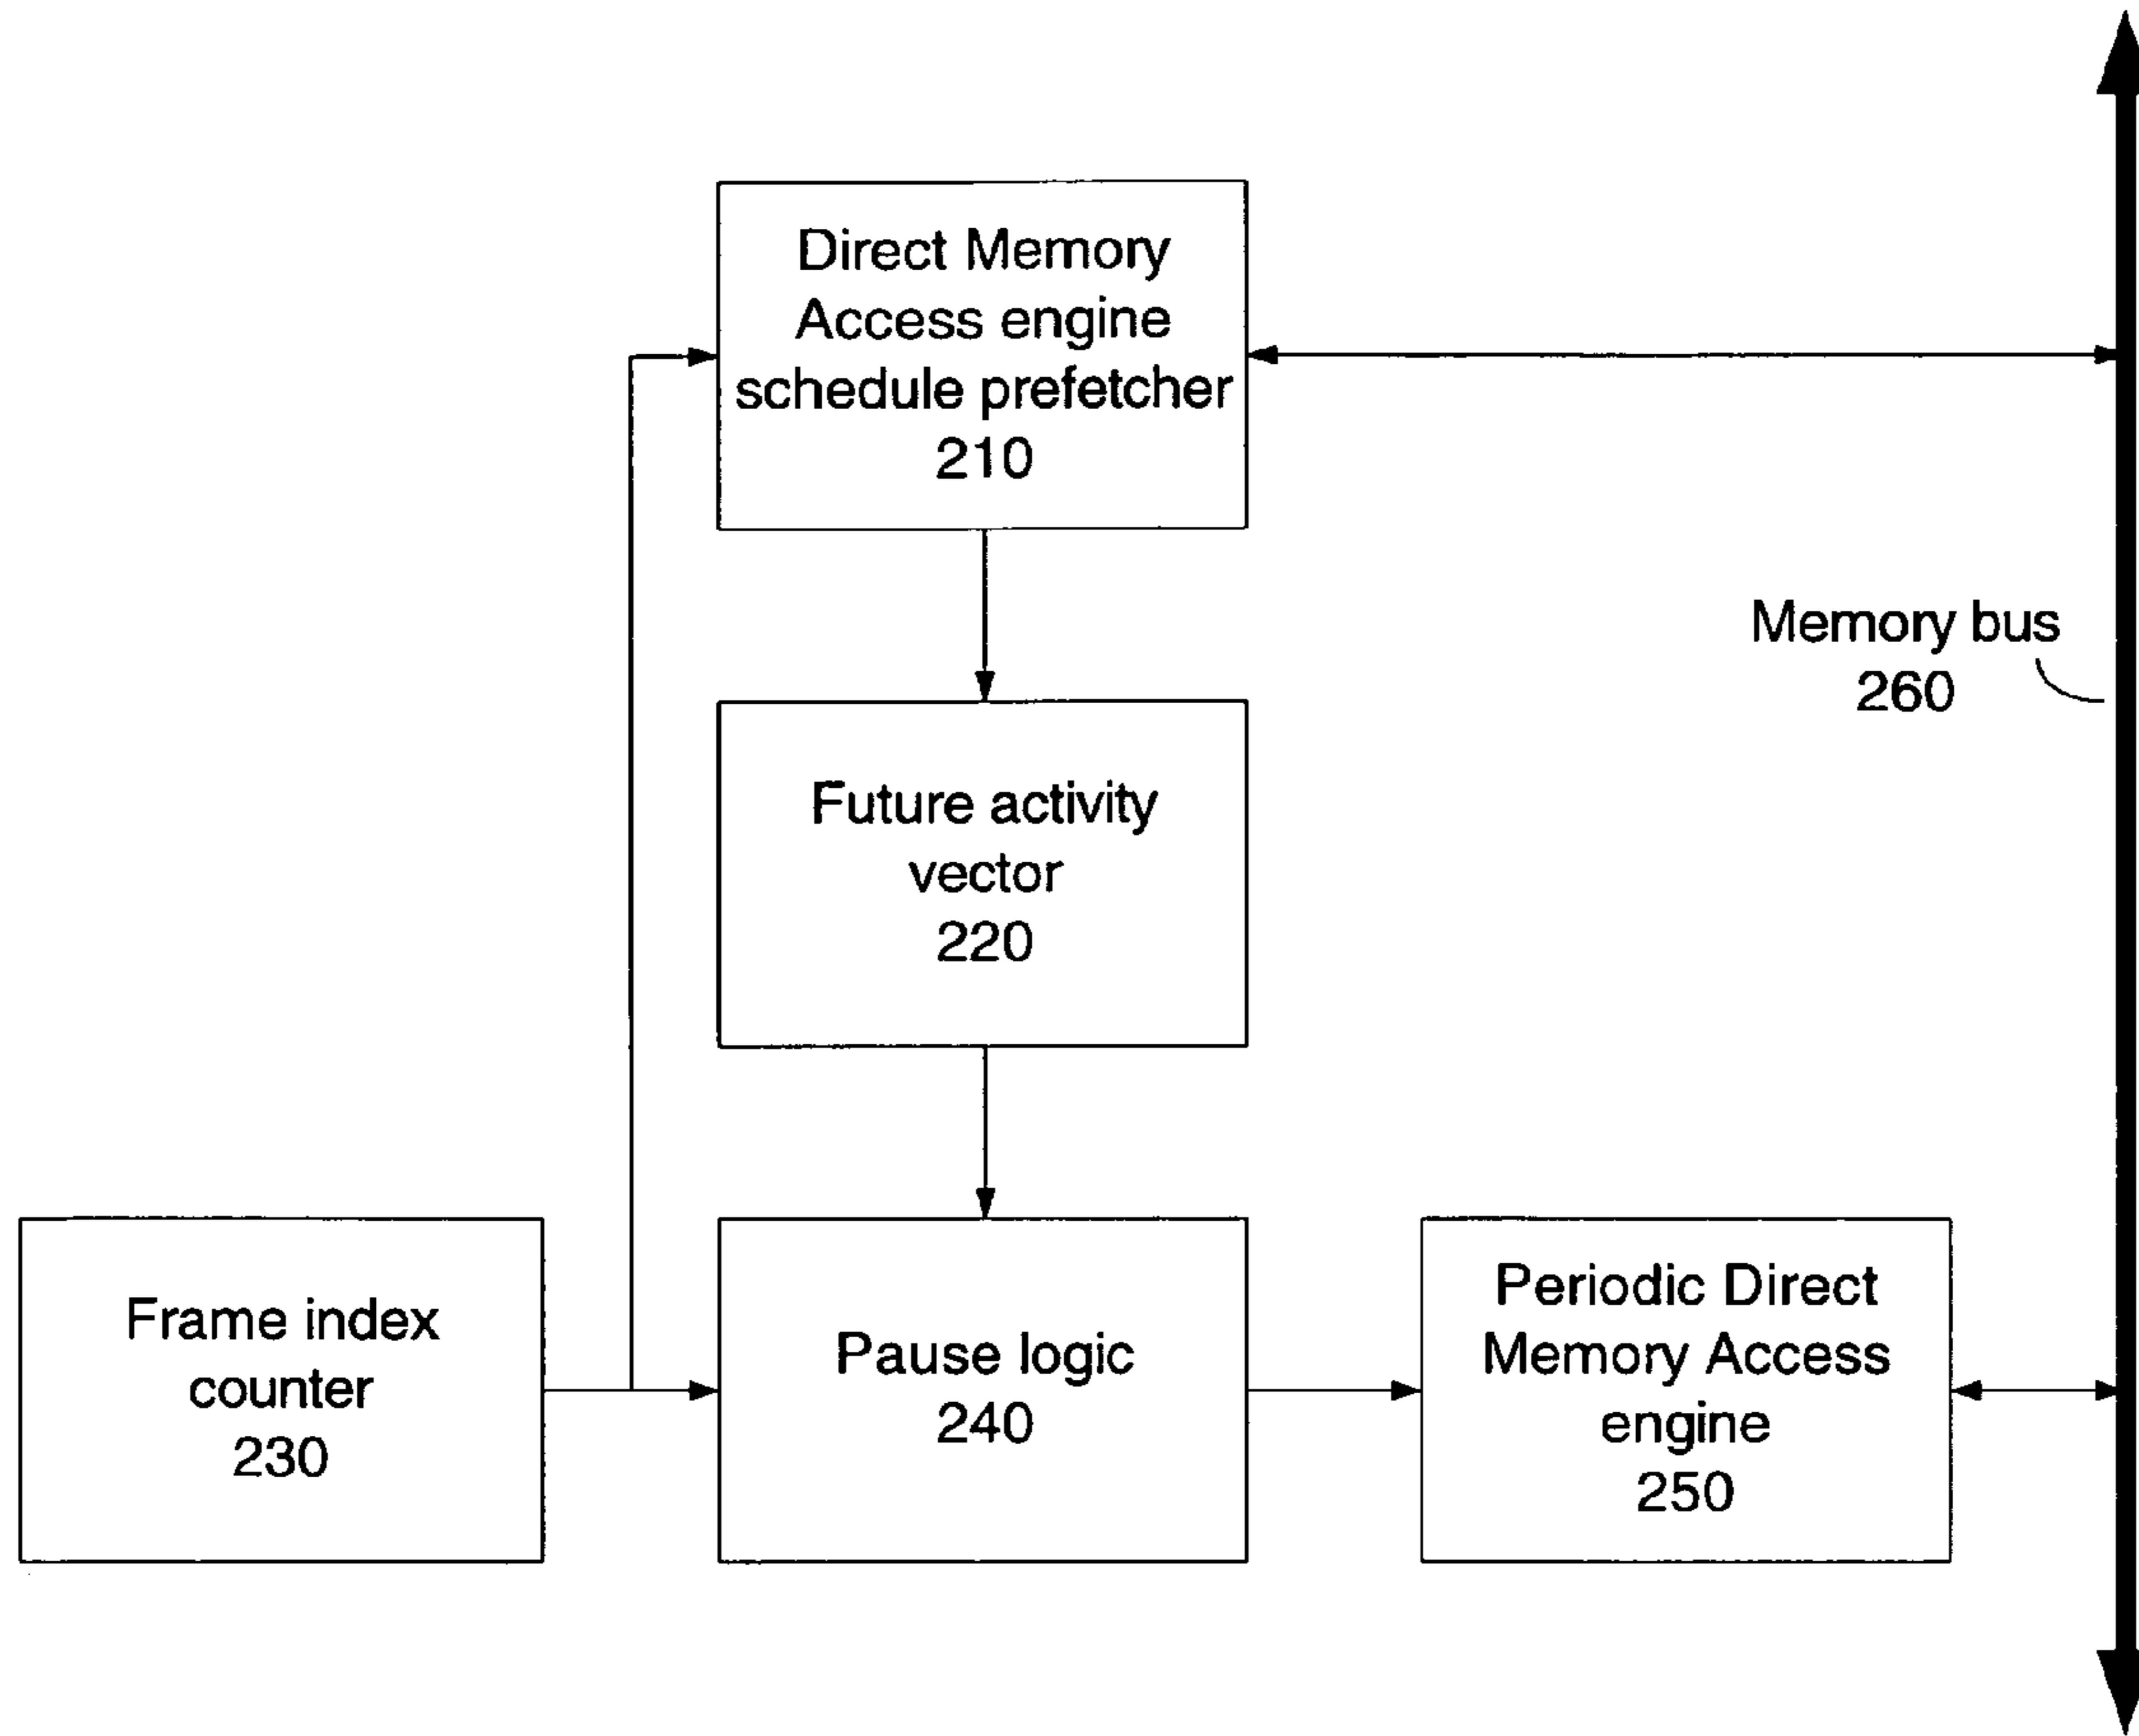 Direct Memory
Access engine
schedule prefetcher
210
Memory bus
260
Future activity
vector
220
Frame index
counter
230
Pause logic
240
Periodic Direct
Memory Access
engine
250